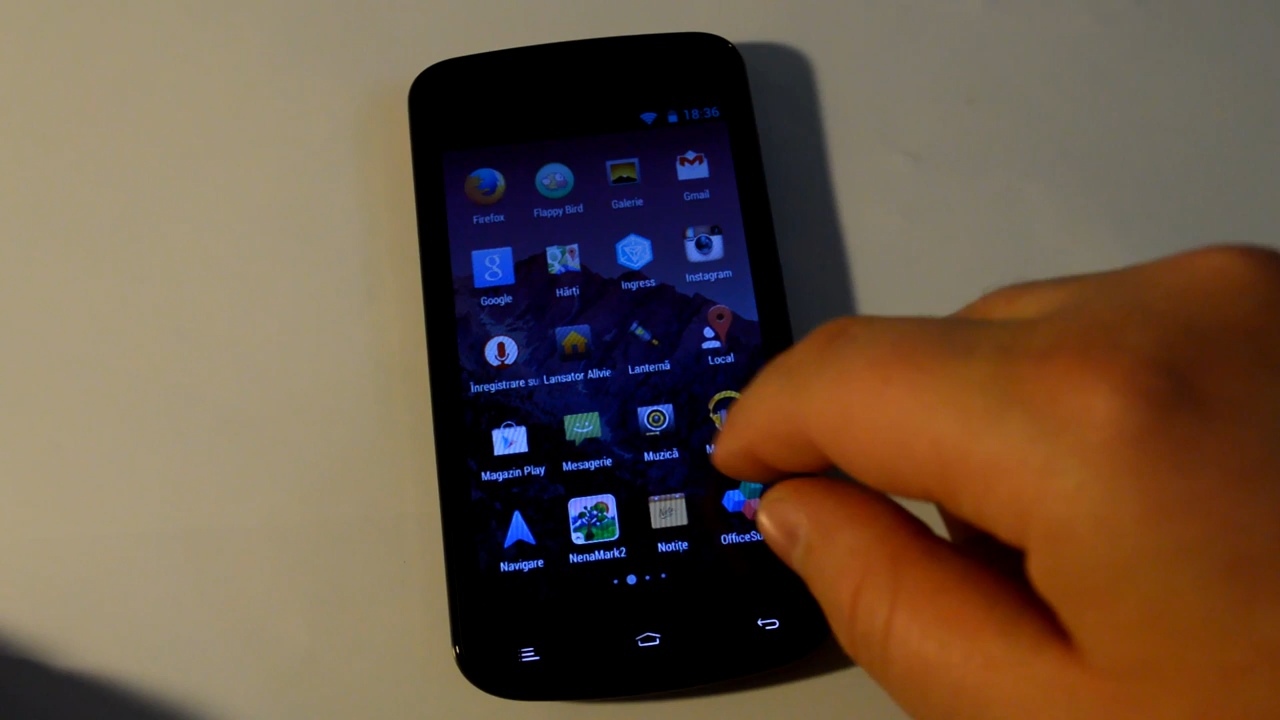 18:36
Firefox
Flappy Bird
Galerie
Gmail
g
Google
Hărți
Ingress
Instagram
Înregistrare su
Lansator Allvie
Lanternă
Local
Magazin Play
Mesagerie
Muzică
M
Navigare
NenaMark2
Notițe
OfficeSu